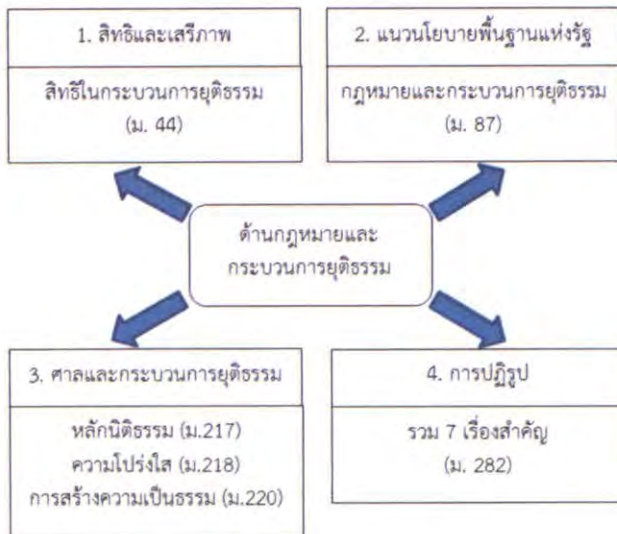 1. สิทธิและเสรีภาพ
สิทธิในกระบวนการยุติธรรม
(ม. 44)
2. แนวนโยบายพื้นฐานแห่งรัฐ
กฎหมายและกระบวนการยุติธรรม
(ม. 87)
ด้านกฎหมายและ
กระบวนการยุติธรรม
3. ศาลและกระบวนการยุติธรรม
หลักนิติธรรม (ม.217)
ความโปร่งใส (ม.218)
การสร้างความเป็นธรรม (ม.220)
4. การปฏิรูป
รวม 7 เรื่องสำคัญ
(ม. 282)